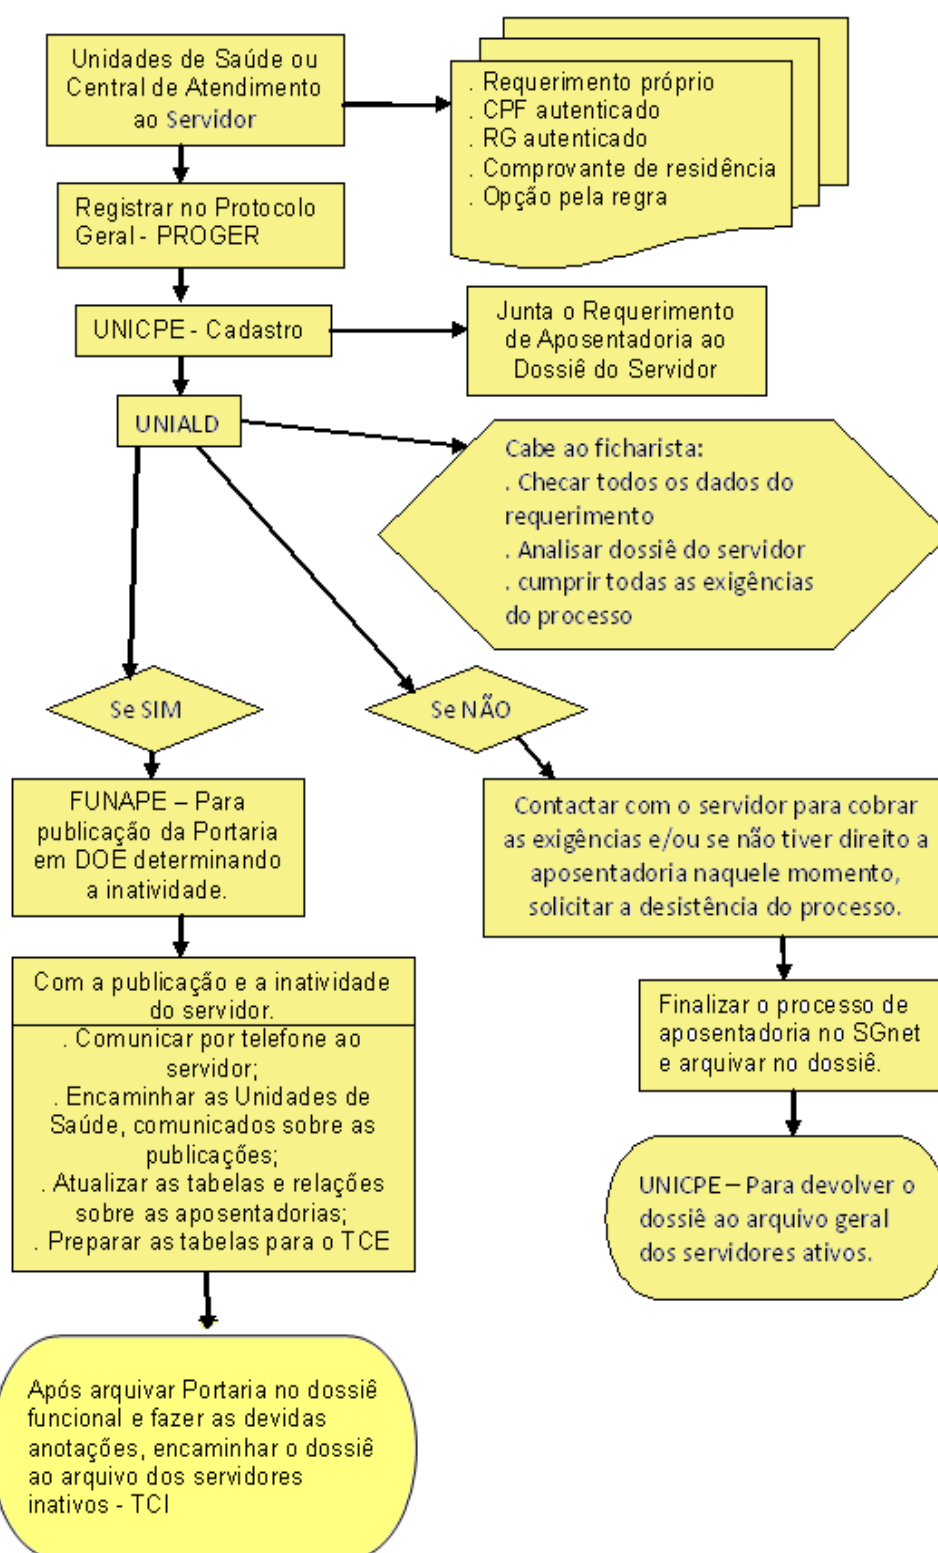 Unidades de Saúde ou
Central de Atendimento
ao Servidor
. Requerimento próprio
. CPF autenticado
. RG autenticado
. Comprovante de residência
. Opção pela regra
Registrar no Protocolo
Geral - PROGER
UNICPE - Cadastro
Junta o Requerimento
de Aposentadoria ao
Dossiê do Servidor
UNIALD
Cabe ao ficharista:
. Checar todos os dados do
requerimento
. Analisar dossiê do servidor
. cumprir todas as exigências
do processo
Se SIM
Se NÃO
FUNAPE – Para
publicação da Portaria
em DOE determinando
a inatividade.
Contactar com o servidor para cobrar
as exigências e/ou se não tiver direito a
aposentadoria naquele momento,
solicitar a desistência do processo.
Com a publicação e a inatividade
do servidor.
. Comunicar por telefone ao
servidor;
. Encaminhar as Unidades de
Saúde, comunicados sobre as
publicações;
. Atualizar as tabelas e relações
sobre as aposentadorias;
. Preparar as tabelas para o TCE
Finalizar o processo de
aposentadoria no SGnet
e arquivar no dossiê.
UNICPE – Para devolver o
dossiê ao arquivo geral
dos servidores ativos.
Após arquivar Portaria no dossiê
funcional e fazer as devidas
anotações, encaminhar o dossiê
ao arquivo dos servidores
inativos - TCI